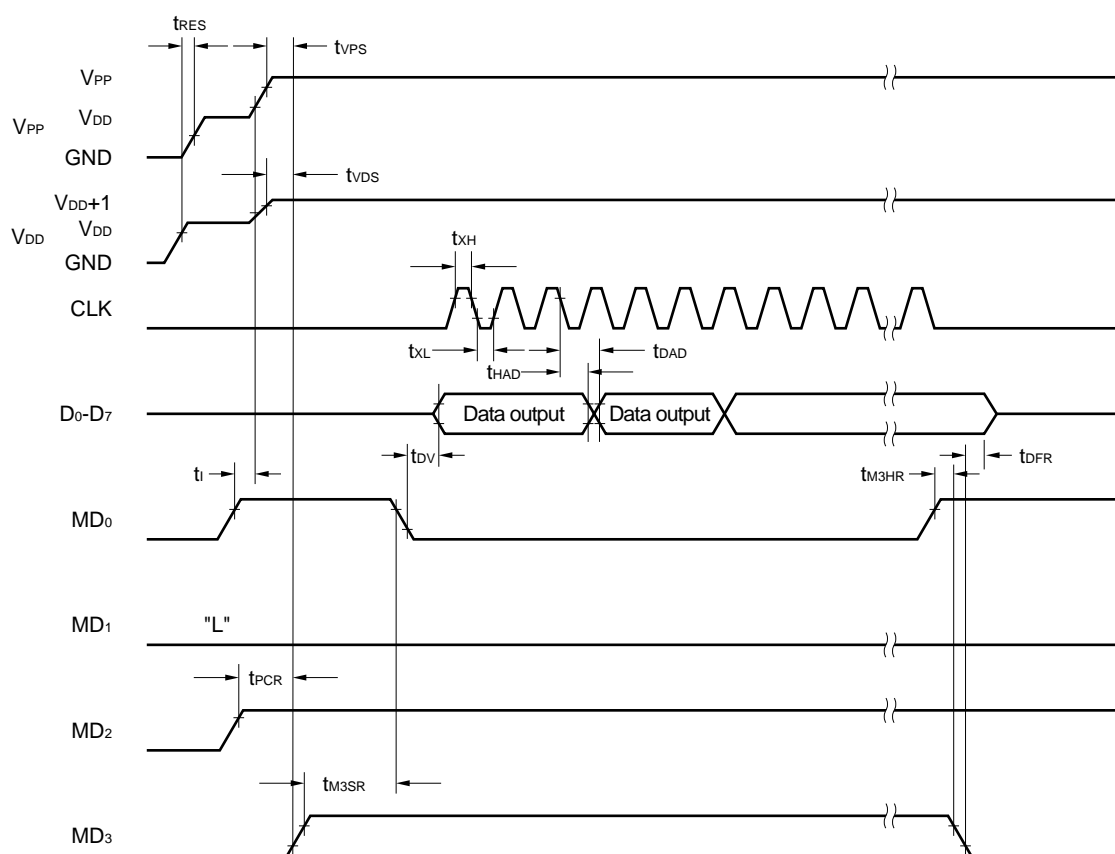 tRES
tVPS
VPP
VPP
VDD
GND
tVDS
VDD+1
VDD
VDD
GND
tXH
CLK
tXL
tHAD
tDAD
D0-D7
Data output
Data output
tDV
tI
tM3HR
tDFR
MD0
"L"
MD1
tPCR
MD2
tM3SR
MD3